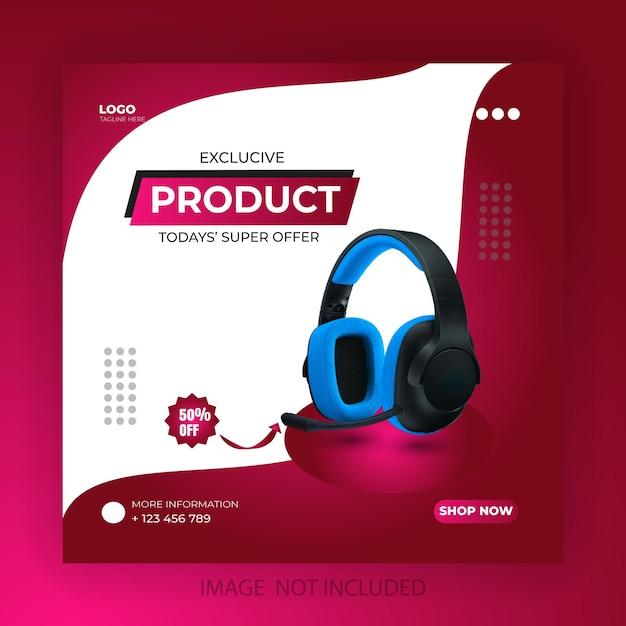 LOGO
TAGLINE HERE
EXCLUCIVE
PRODUCT
TODAYS' SUPER OFFER
50%
OFF
MORE INFORMATION
+ 123 456 789
SHOP NOW
IMAGE NOT INCLUDED